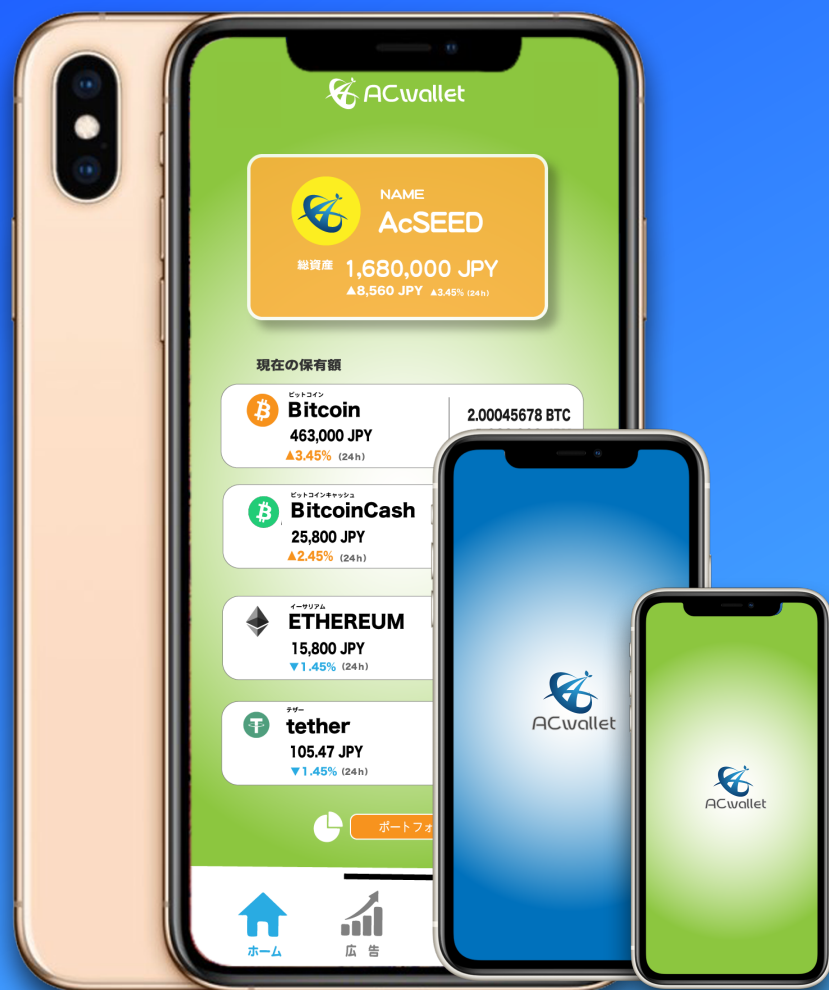 ACwallet
NAME
AcSEED
総資産 1,680,000 JPY
▲8,560 JPY ▲3.45% (24h)
現在の保有額
ビットコイン
Bitcoin
463,000 JPY
▲3.45% (24h)
2.00045678 BTC
ビットコインキャッシュ
BitcoinCash
25,800 JPY
▲2.45% (24h)
イーサリアム
ETHEREUM
15,800 JPY
▼1.45% (24h)
テザー
tether
105.47 JPY
▼1.45% (24h)
ポートフォ
ホーム
広告
ACwallet
ACwallet